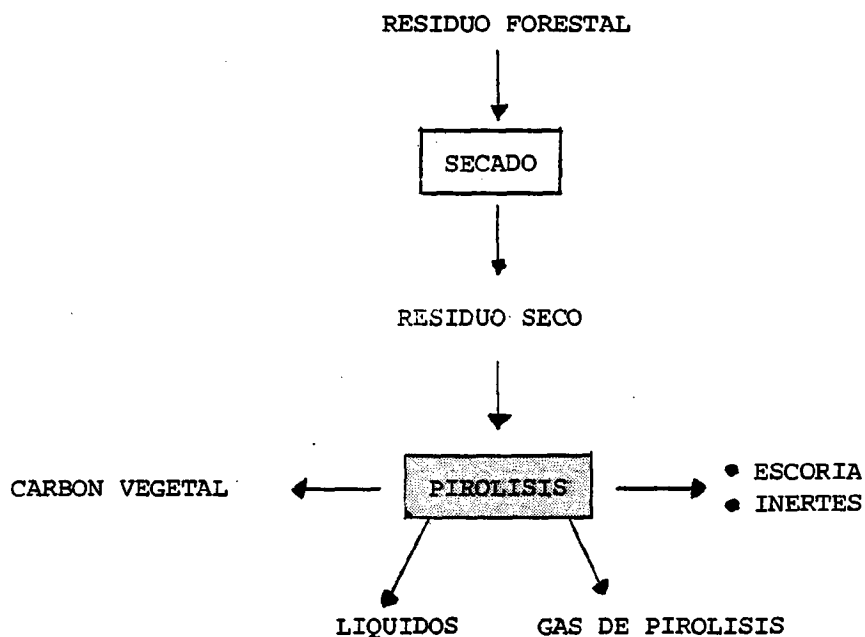 RESIDUO FORESTAL
SECADO
RESIDUO SECO
CARBON VEGETAL
PIROLISIS
• ESCORIA
• INERTES
LIQUIDOS
GAS DE PIROLISIS